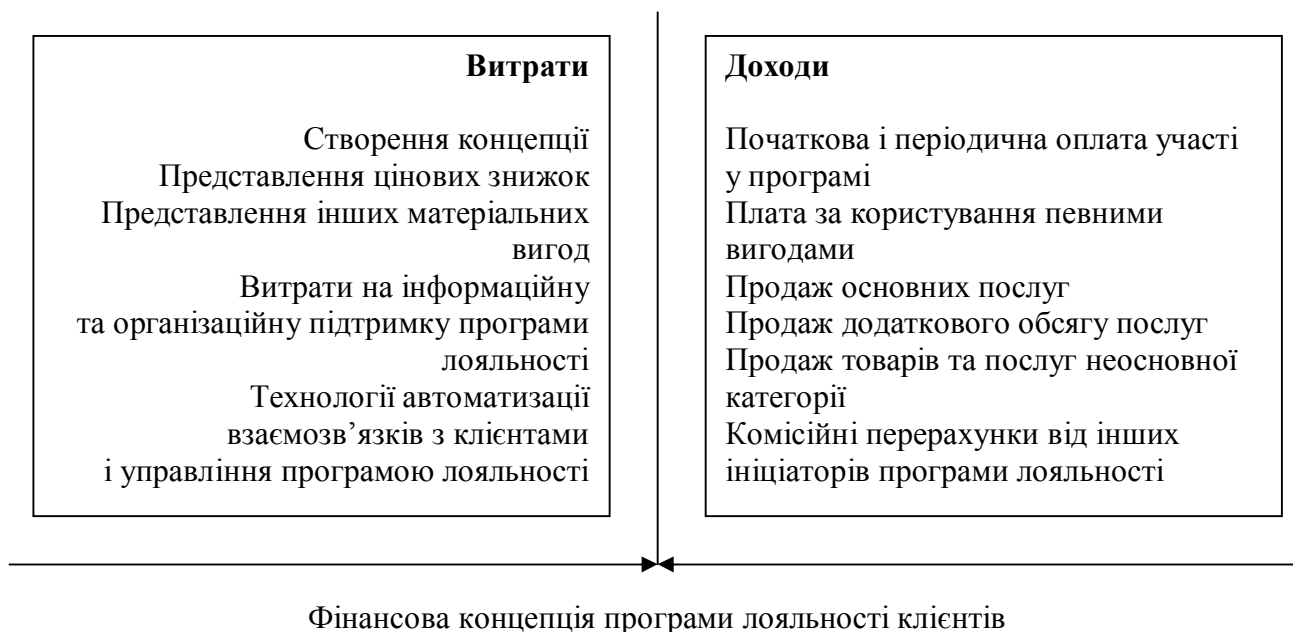 Витрати
Створення концепції
Представлення цінових знижок
Представлення інших матеріальних
вигод
Витрати на інформаційну
та організаційну підтримку програми
лояльності
Технології автоматизації
взаємозв’язків з клієнтами
і управління програмою лояльності
Доходи
Початкова і періодична оплата участі
у програмі
Плата за користування певними
вигодами
Продаж основних послуг
Продаж додаткового обсягу послуг
Продаж товарів та послуг неосновної
категорії
Комісійні перерахунки від інших
ініціаторів програми лояльності
Фінансова концепція програми лояльності клієнтів